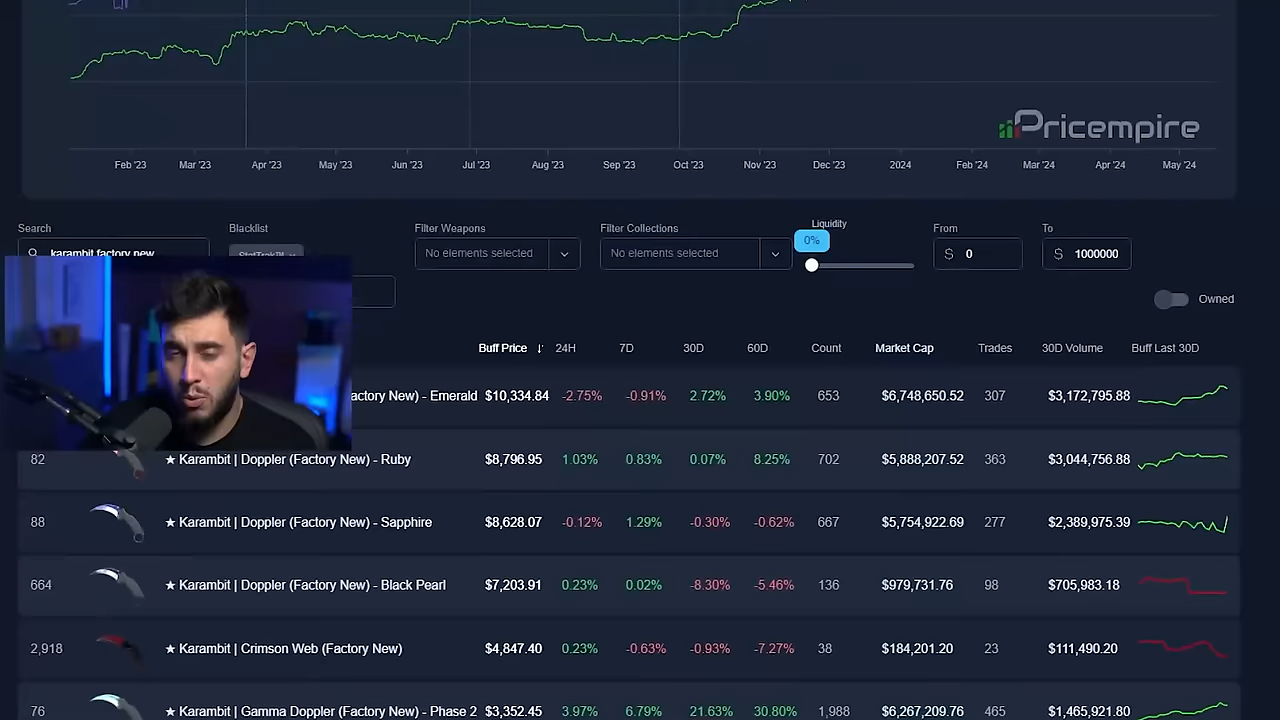 Pricempire
Feb '23 Mar '23 Apr '23 May '23 Jun '23 Jul '23 Aug '23 Sep '23 Oct '23 Nov '23 Dec '23 2024 Feb '24 Mar '24 Apr '24 May '24
Search Blacklist Filter Weapons Filter Collections Liquidity From To
karambit factory new StatTrak™ No elements selected No elements selected 0% $ 0 $ 1000000
Owned
Buff Price 24H 7D 30D 60D Count Market Cap Trades 30D Volume Buff Last 30D
actory New) - Emerald $10,334.84 -2.75% -0.91% 2.72% 3.90% 653 $6,748,650.52 307 $3,172,795.88
82 ★ Karambit | Doppler (Factory New) - Ruby $8,796.95 1.03% 0.83% 0.07% 8.25% 702 $5,888,207.52 363 $3,044,756.88
88 ★ Karambit | Doppler (Factory New) - Sapphire $8,628.07 -0.12% 1.29% -0.30% -0.62% 667 $5,754,922.69 277 $2,389,975.39
664 ★ Karambit | Doppler (Factory New) - Black Pearl $7,203.91 0.23% 0.02% -8.30% -5.46% 136 $979,731.76 98 $705,983.18
2,918 ★ Karambit | Crimson Web (Factory New) $4,847.40 0.23% -0.63% -0.93% -7.27% 38 $184,201.20 23 $111,490.20
76 ★ Karambit | Gamma Doppler (Factory New) - Phase 2 $3,352.45 3.97% 6.79% 21.63% 30.80% 1,988 $6,267,209.76 465 $1,465,921.80